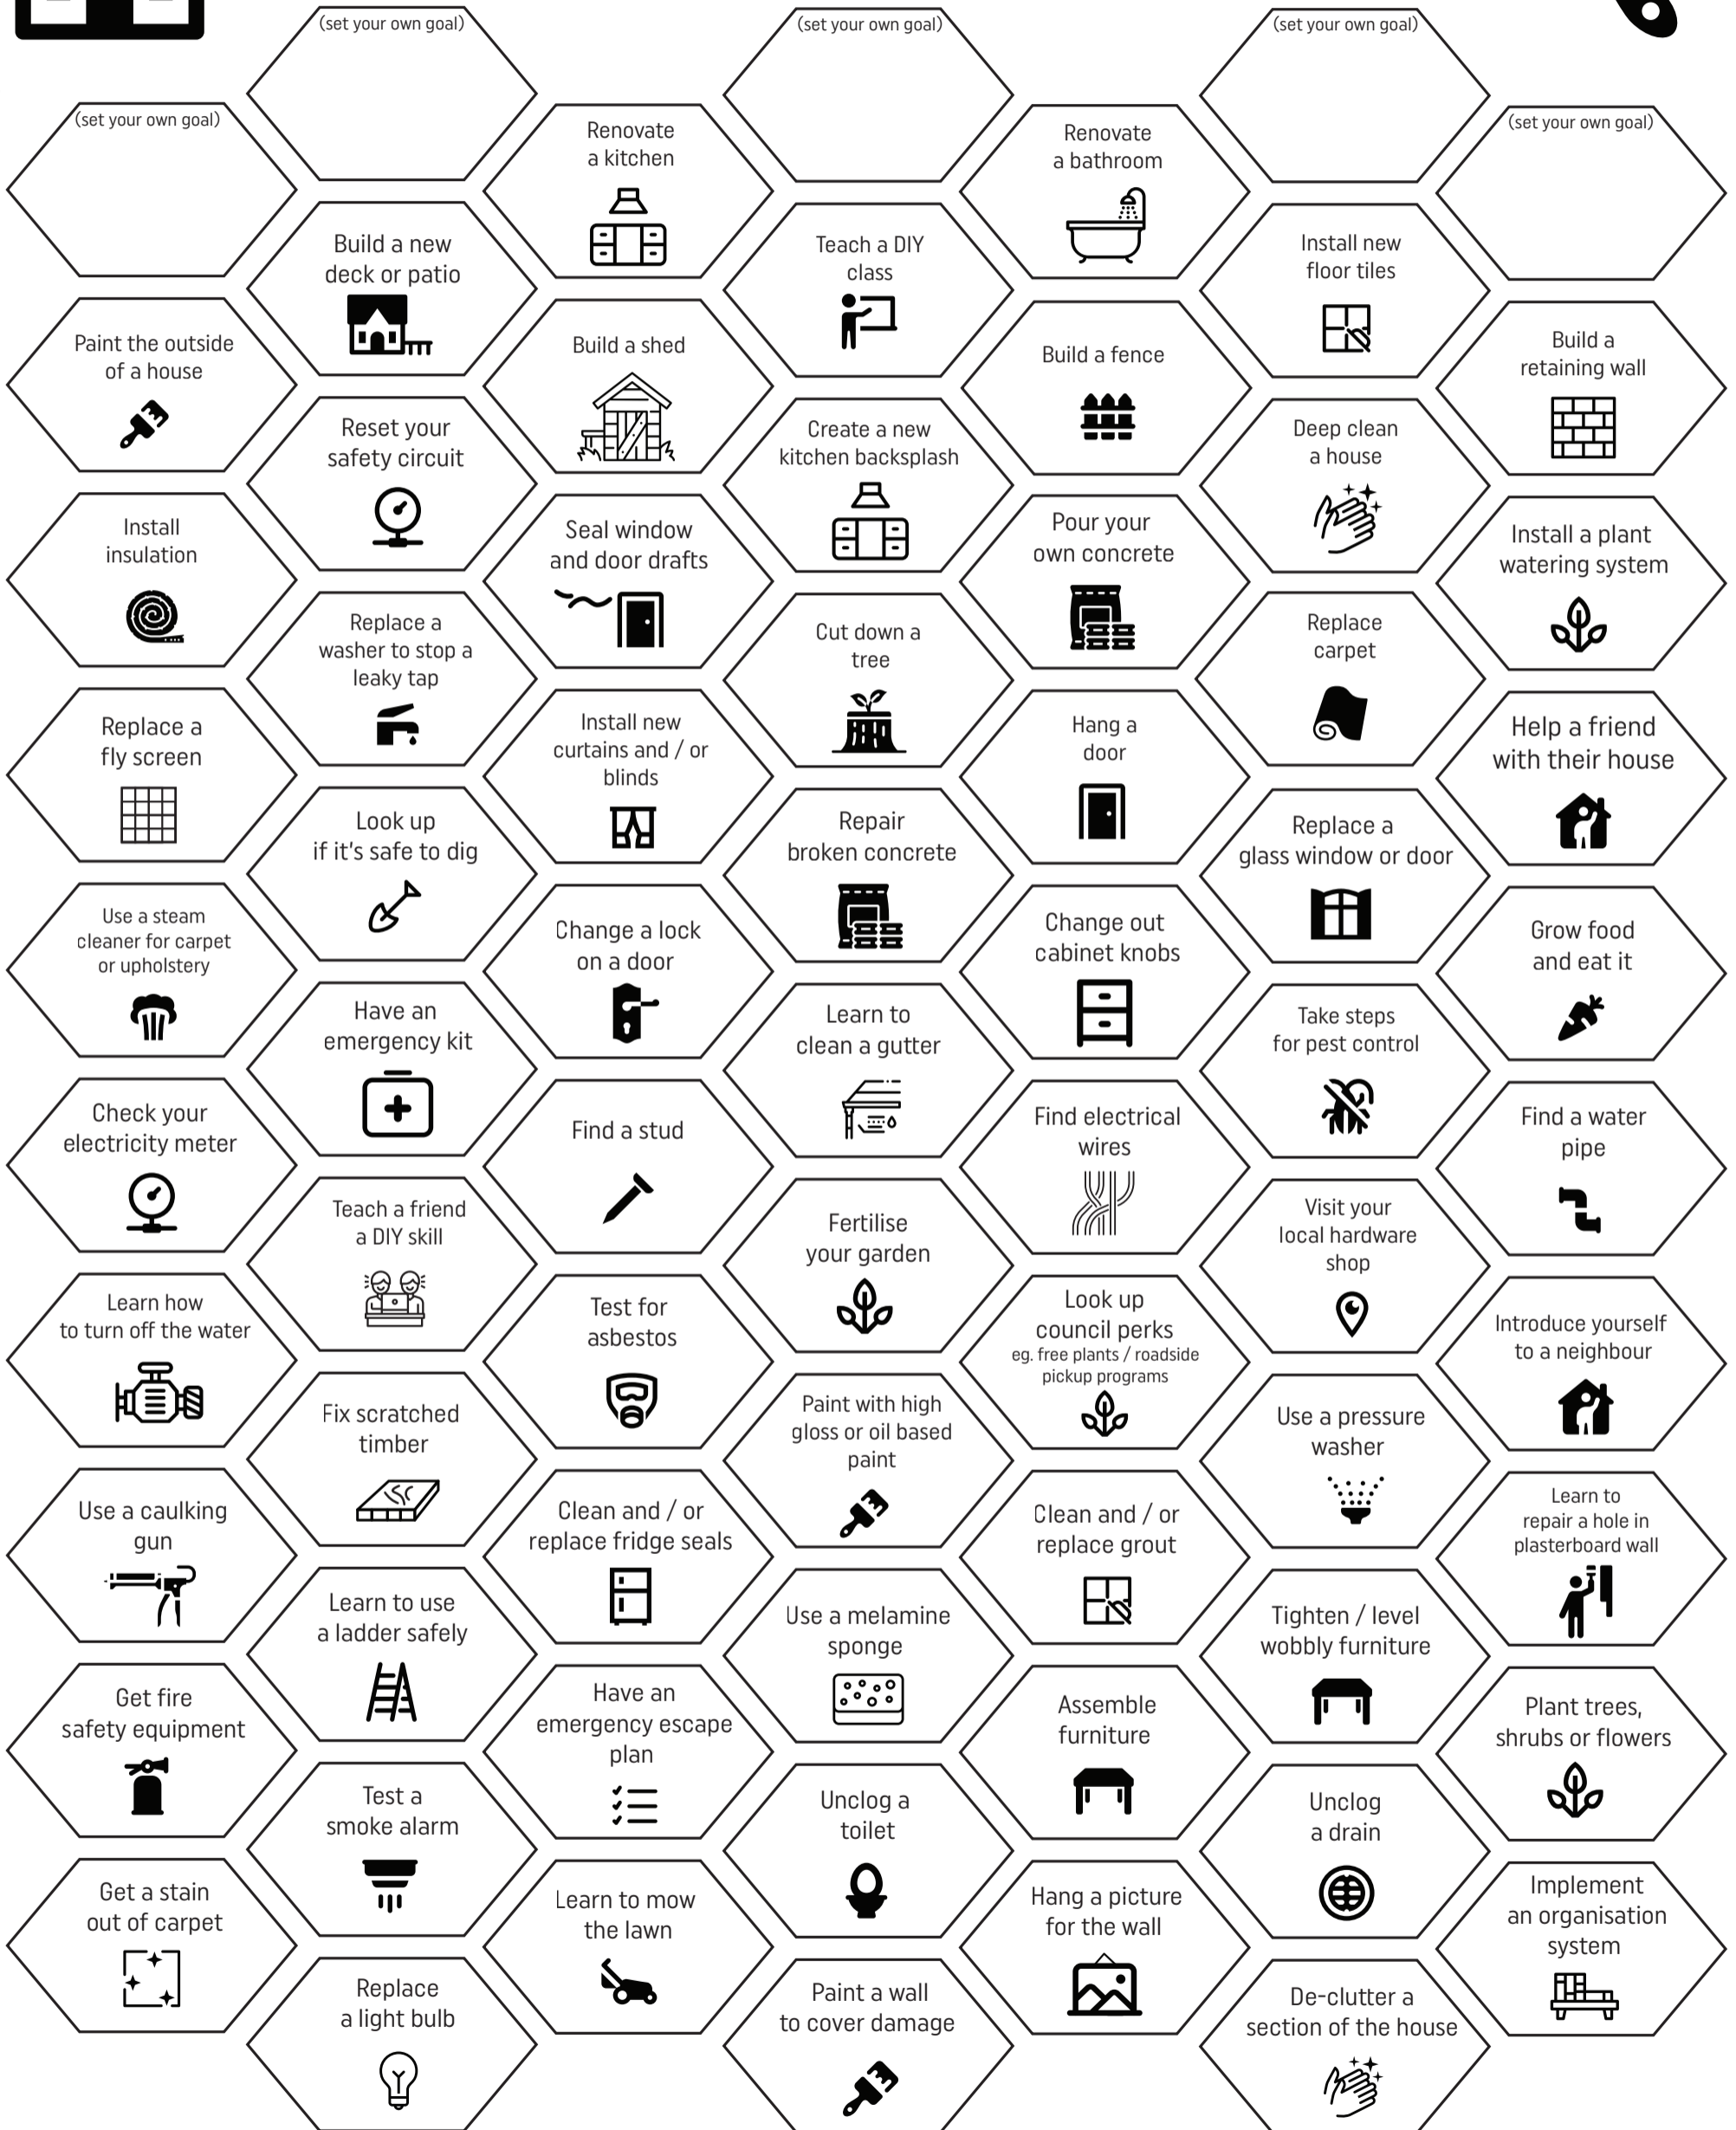 (set your own goal)
(set your own goal)
(set your own goal)
(set your own goal)
(set your own goal)
Renovate
a kitchen
Renovate
a bathroom
Build a new
deck or patio
Teach a DIY
class
Install new
floor tiles
Paint the outside
of a house
Build a shed
Build a fence
Build a
retaining wall
Reset your
safety circuit
Create a new
kitchen backsplash
Deep clean
a house
Install
insulation
Seal window
and door drafts
Pour your
own concrete
Install a plant
watering system
Replace a
washer to stop a
leaky tap
Cut down a
tree
Replace
carpet
Replace a
fly screen
Install new
curtains and / or
blinds
Hang a
door
Help a friend
with their house
Look up
if it's safe to dig
Repair
broken concrete
Replace a
glass window or door
Use a steam
cleaner for carpet
or upholstery
Change a lock
on a door
Change out
cabinet knobs
Grow food
and eat it
Have an
emergency kit
Learn to
clean a gutter
Take steps
for pest control
Check your
electricity meter
Find a stud
Find electrical
wires
Find a water
pipe
Teach a friend
a DIY skill
Fertilise
your garden
Visit your
local hardware
shop
Learn how
to turn off the water
Test for
asbestos
Look up
council perks
eg. free plants / roadside
pickup programs
Introduce yourself
to a neighbour
Fix scratched
timber
Paint with high
gloss or oil based
paint
Use a pressure
washer
Use a caulking
gun
Clean and / or
replace fridge seals
Clean and / or
replace grout
Learn to
repair a hole in
plasterboard wall
Learn to use
a ladder safely
Use a melamine
sponge
Tighten / level
wobbly furniture
Get fire
safety equipment
Have an
emergency escape
plan
Assemble
furniture
Plant trees,
shrubs or flowers
Test a
smoke alarm
Unclog a
toilet
Unclog
a drain
Get a stain
out of carpet
Learn to mow
the lawn
Hang a picture
for the wall
Implement
an organisation
system
Replace
a light bulb
Paint a wall
to cover damage
De-clutter a
section of the house